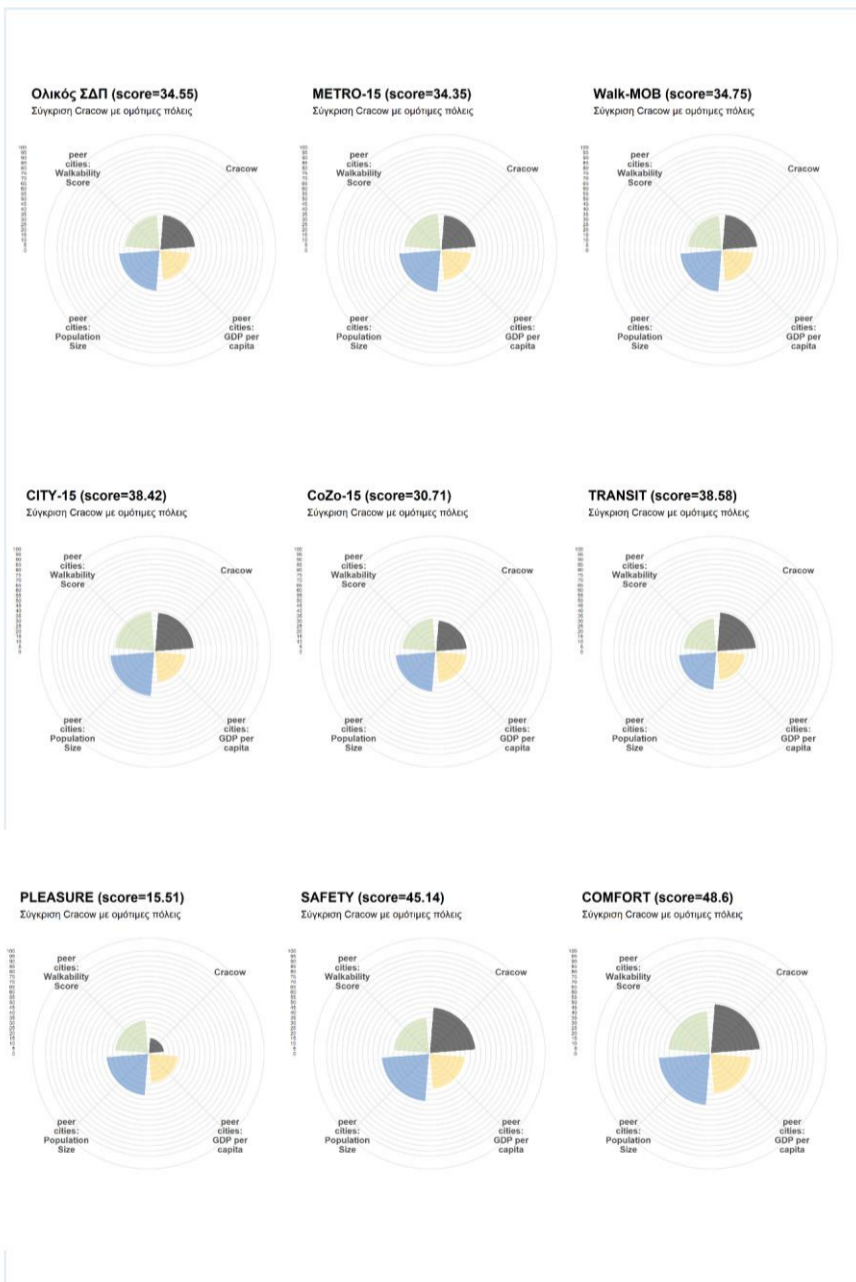 Ολικός ΣΔΠ (score=34.55)
Σύγκριση Cracow με ομότιμες πόλεις
peer
cities:
Walkability
Score
Cracow
peer
cities:
Population
Size
peer
cities:
GDP per
capita
METRO-15 (score=34.35)
Σύγκριση Cracow με ομότιμες πόλεις
peer
cities:
Walkability
Score
Cracow
peer
cities:
Population
Size
peer
cities:
GDP per
capita
Walk-MOB (score=34.75)
Σύγκριση Cracow με ομότιμες πόλεις
peer
cities:
Walkability
Score
Cracow
peer
cities:
Population
Size
peer
cities:
GDP per
capita
CITY-15 (score=38.42)
Σύγκριση Cracow με ομότιμες πόλεις
peer
cities:
Walkability
Score
Cracow
peer
cities:
Population
Size
peer
cities:
GDP per
capita
CoZo-15 (score=30.71)
Σύγκριση Cracow με ομότιμες πόλεις
peer
cities:
Walkability
Score
Cracow
peer
cities:
Population
Size
peer
cities:
GDP per
capita
TRANSIT (score=38.58)
Σύγκριση Cracow με ομότιμες πόλεις
peer
cities:
Walkability
Score
Cracow
peer
cities:
Population
Size
peer
cities:
GDP per
capita
PLEASURE (score=15.51)
Σύγκριση Cracow με ομότιμες πόλεις
peer
cities:
Walkability
Score
Cracow
peer
cities:
Population
Size
peer
cities:
GDP per
capita
SAFETY (score=45.14)
Σύγκριση Cracow με ομότιμες πόλεις
peer
cities:
Walkability
Score
Cracow
peer
cities:
Population
Size
peer
cities:
GDP per
capita
COMFORT (score=48.6)
Σύγκριση Cracow με ομότιμες πόλεις
peer
cities:
Walkability
Score
Cracow
peer
cities:
Population
Size
peer
cities:
GDP per
capita